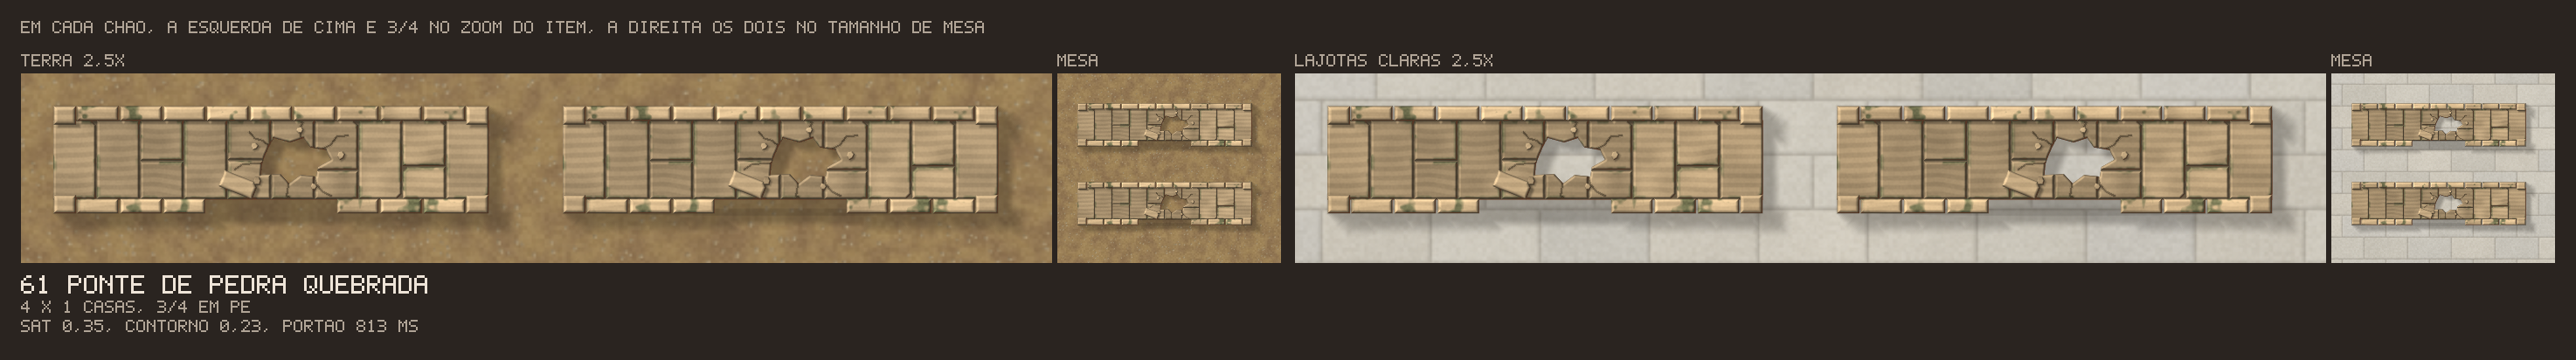 EM CADA CHAO, A ESQUERDA DE CIMA E 3/4 NO ZOOM DO ITEM, A DIREITA OS DOIS NO TAMANHO DE MESA
TERRA 2,5X
MESA
LAJOTAS CLARAS 2,5X
MESA
61 PONTE DE PEDRA QUEBRADA
4 X 1 CASAS, 3/4 EM PE
SAT 0,35, CONTORNO 0,23, PORTAO 813 MS